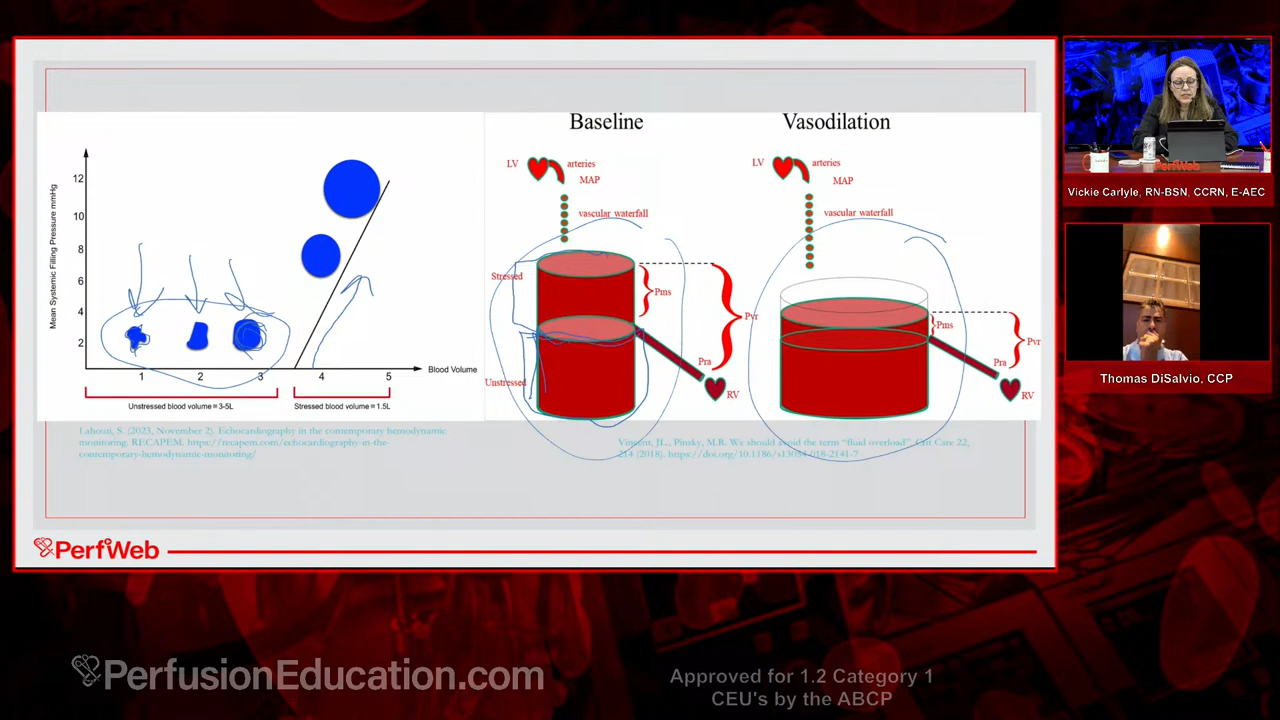 Baseline
Vasodilation
LV
arteries
MAP
vascular waterfall
Stressed
Pms
Pvr
Pra
Unstressed
RV
LV
arteries
MAP
vascular waterfall
Pms
Pvr
Pra
RV
Mean Systemic Filling Pressure mmHg
12
10
8
6
4
2
1 2 3 4 5
Blood Volume
Unstressed blood volume = 3-5L
Stressed blood volume = 1.5L
Lahouti, S. (2023, November 2). Echocardiography in the contemporary hemodynamic
monitoring. RECAPEM. https://recapem.com/echocardiography-in-the-
contemporary-hemodynamic-monitoring/
Vincent, JL., Pinsky, M.R. We should avoid the term "fluid overload". Crit Care 22,
214 (2018). https://doi.org/10.1186/s13054-018-2141-7
PerfWeb
PerfWeb
Vickie Carlyle, RN-BSN, CCRN, E-AEC
Thomas DiSalvio, CCP
PerfusionEducation.com
Approved for 1.2 Category 1
CEU's by the ABCP